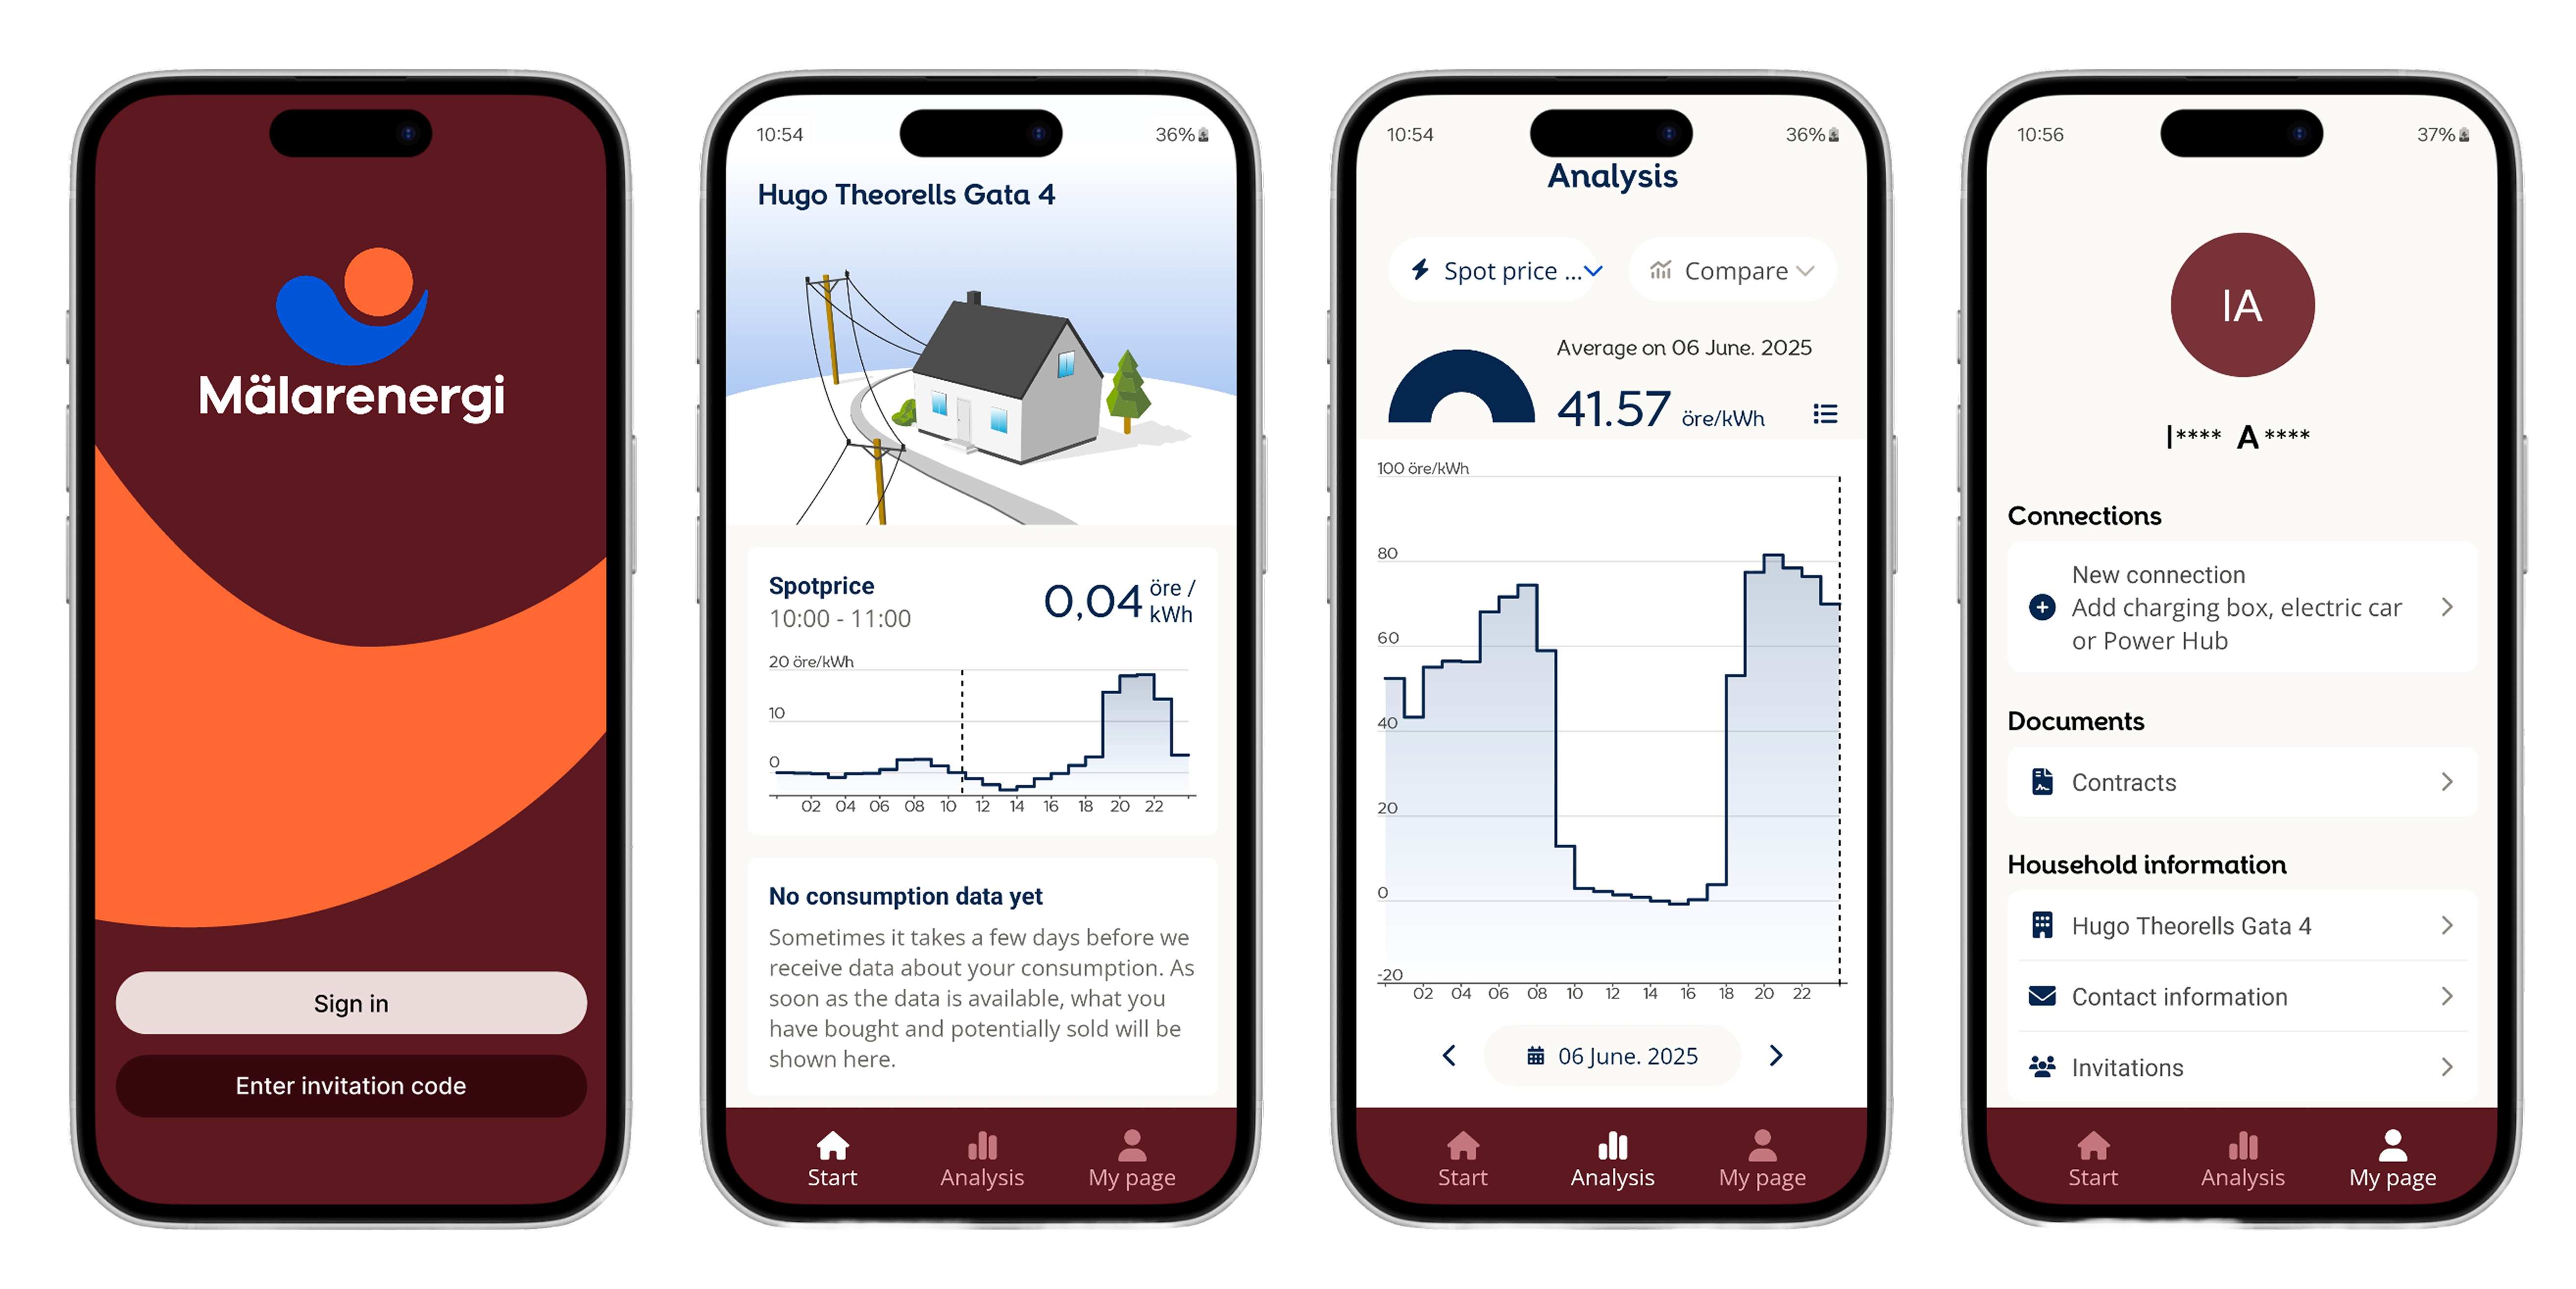 Mälarenergi
Sign in
Enter invitation code
10:54
36%
Hugo Theorells Gata 4
Spotprice
10:00 - 11:00
0,04 öre /
kWh
20 öre/kWh
10
0
02 04 06 08 10 12 14 16 18 20 22
No consumption data yet
Sometimes it takes a few days before we
receive data about your consumption. As
soon as the data is available, what you
have bought and potentially sold will be
shown here.
Start Analysis My page
10:54
36%
Analysis
Spot price ... Compare
Average on 06 June. 2025
41.57 öre/kWh
100 öre/kWh
80
60
40
20
0
-20
02 04 06 08 10 12 14 16 18 20 22
06 June. 2025
Start Analysis My page
10:56
37%
IA
I**** A****
Connections
New connection
Add charging box, electric car
or Power Hub
Documents
Contracts
Household information
Hugo Theorells Gata 4
Contact information
Invitations
Start Analysis My page